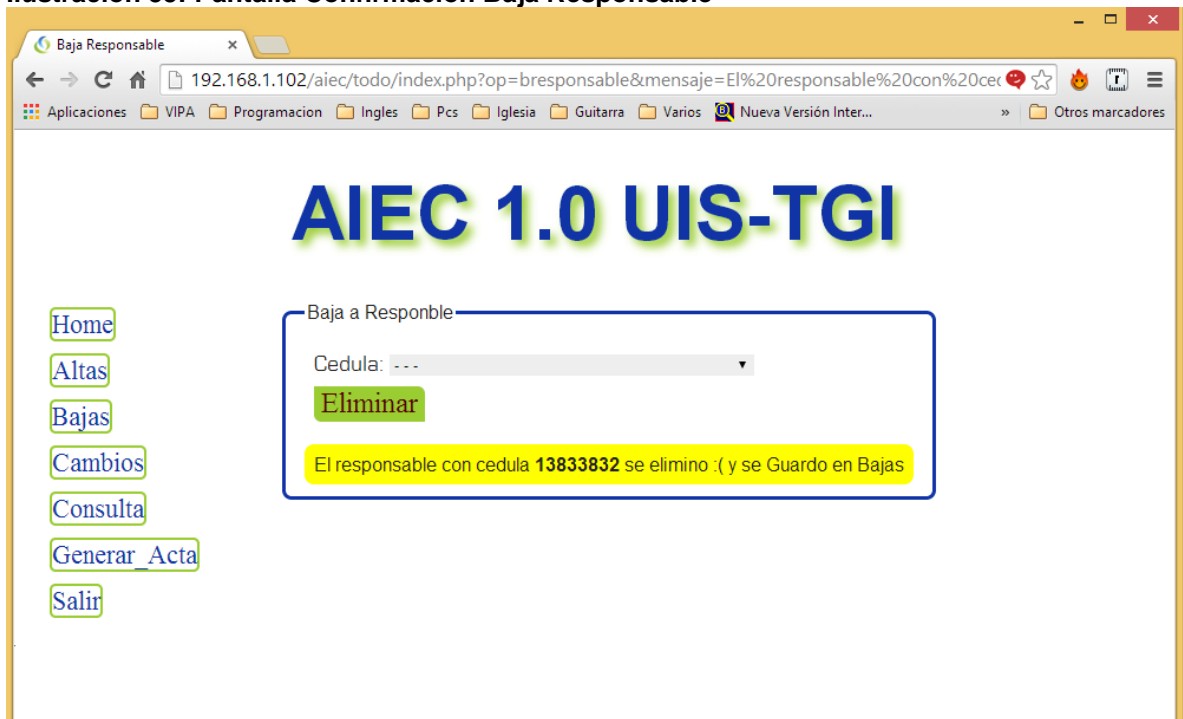 Baja Responsable
192.168.1.102/aiec/todo/index.php?op=bresponsable&mensaje=El%20responsable%20con%20cec
Aplicaciones VIPA Programacion Ingles Pcs Iglesia Guitarra Varios Nueva Versión Inter... » Otros marcadores
AIEC 1.0 UIS-TGI
Home
Altas
Bajas
Cambios
Consulta
Generar_Acta
Salir
Baja a Responble
Cedula: ---
Eliminar
El responsable con cedula 13833832 se elimino :( y se Guardo en Bajas